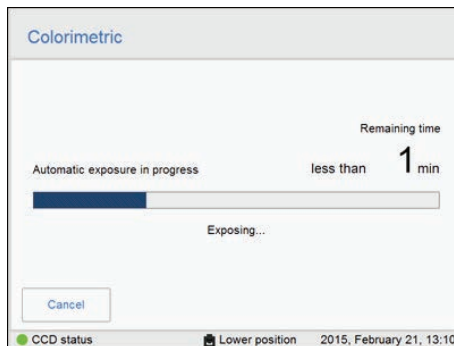 Colorimetric
Remaining time
Automatic exposure in progress less than 1 min
Exposing...
Cancel
CCD status Lower position 2015, February 21, 13:10